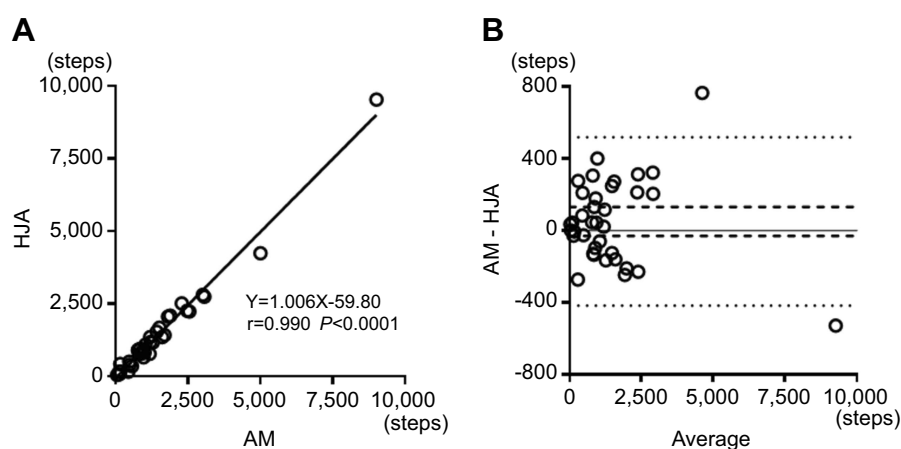 A
(steps)
10,000
7,500
5,000
2,500
0
HJA
Y=1.006X-59.80
r=0.990 P<0.0001
0 2,500 5,000 7,500 10,000
(steps)
AM
B
(steps)
800
400
0
-400
-800
AM - HJA
0 2,500 5,000 7,500 10,000
(steps)
Average